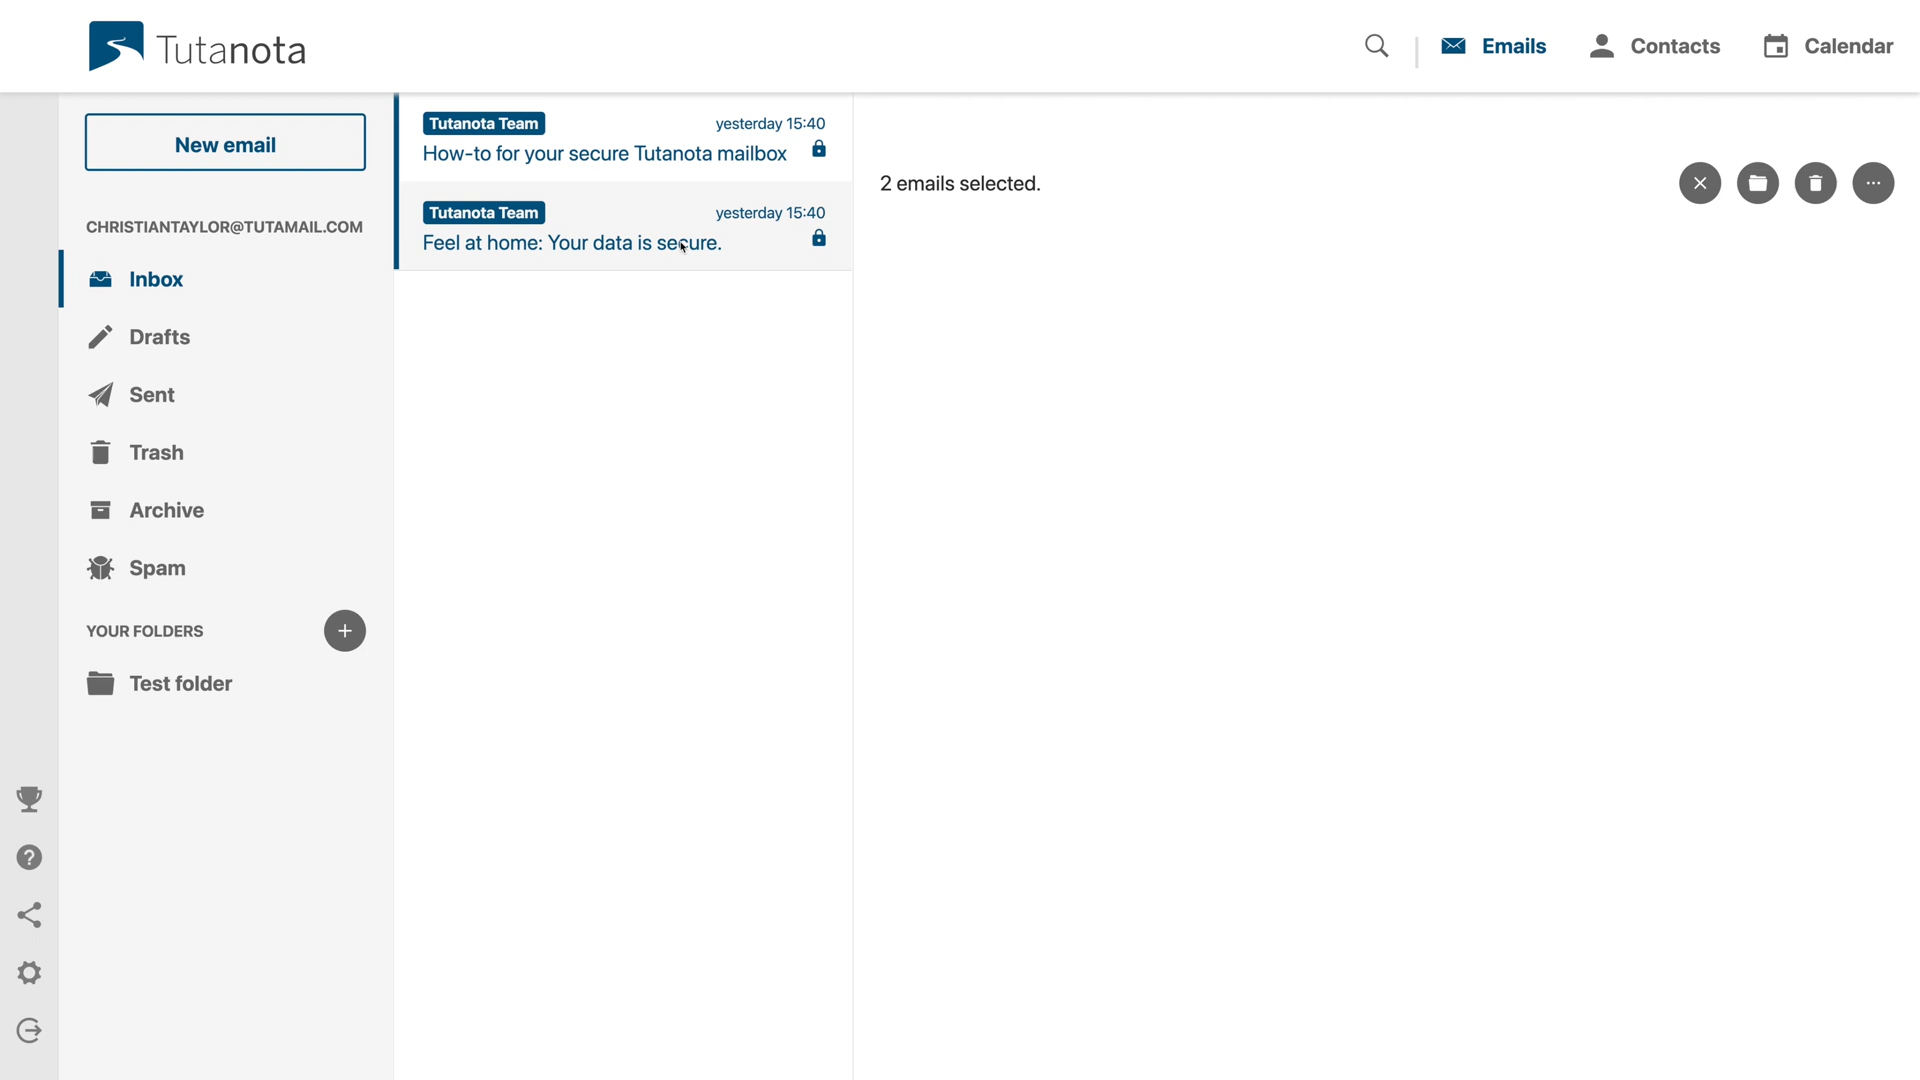 Tutanota
Emails
Contacts
Calendar
New email
CHRISTIANTAYLOR@TUTAMAIL.COM
Inbox
Drafts
Sent
Trash
Archive
Spam
YOUR FOLDERS
Test folder
Tutanota Team yesterday 15:40
How-to for your secure Tutanota mailbox
Tutanota Team yesterday 15:40
Feel at home: Your data is secure.
2 emails selected.